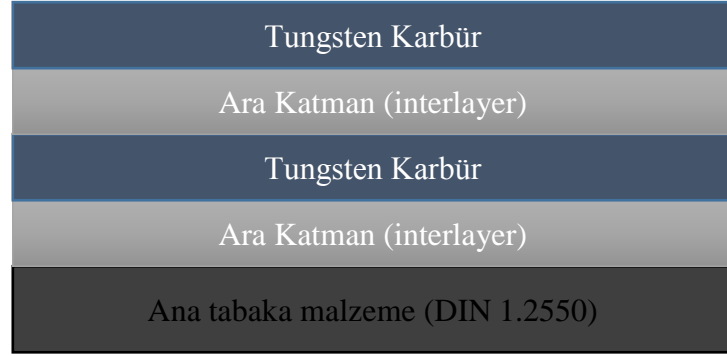 Tungsten Karbür
Ara Katman (interlayer)
Tungsten Karbür
Ara Katman (interlayer)
Ana tabaka malzeme (DIN 1.2550)